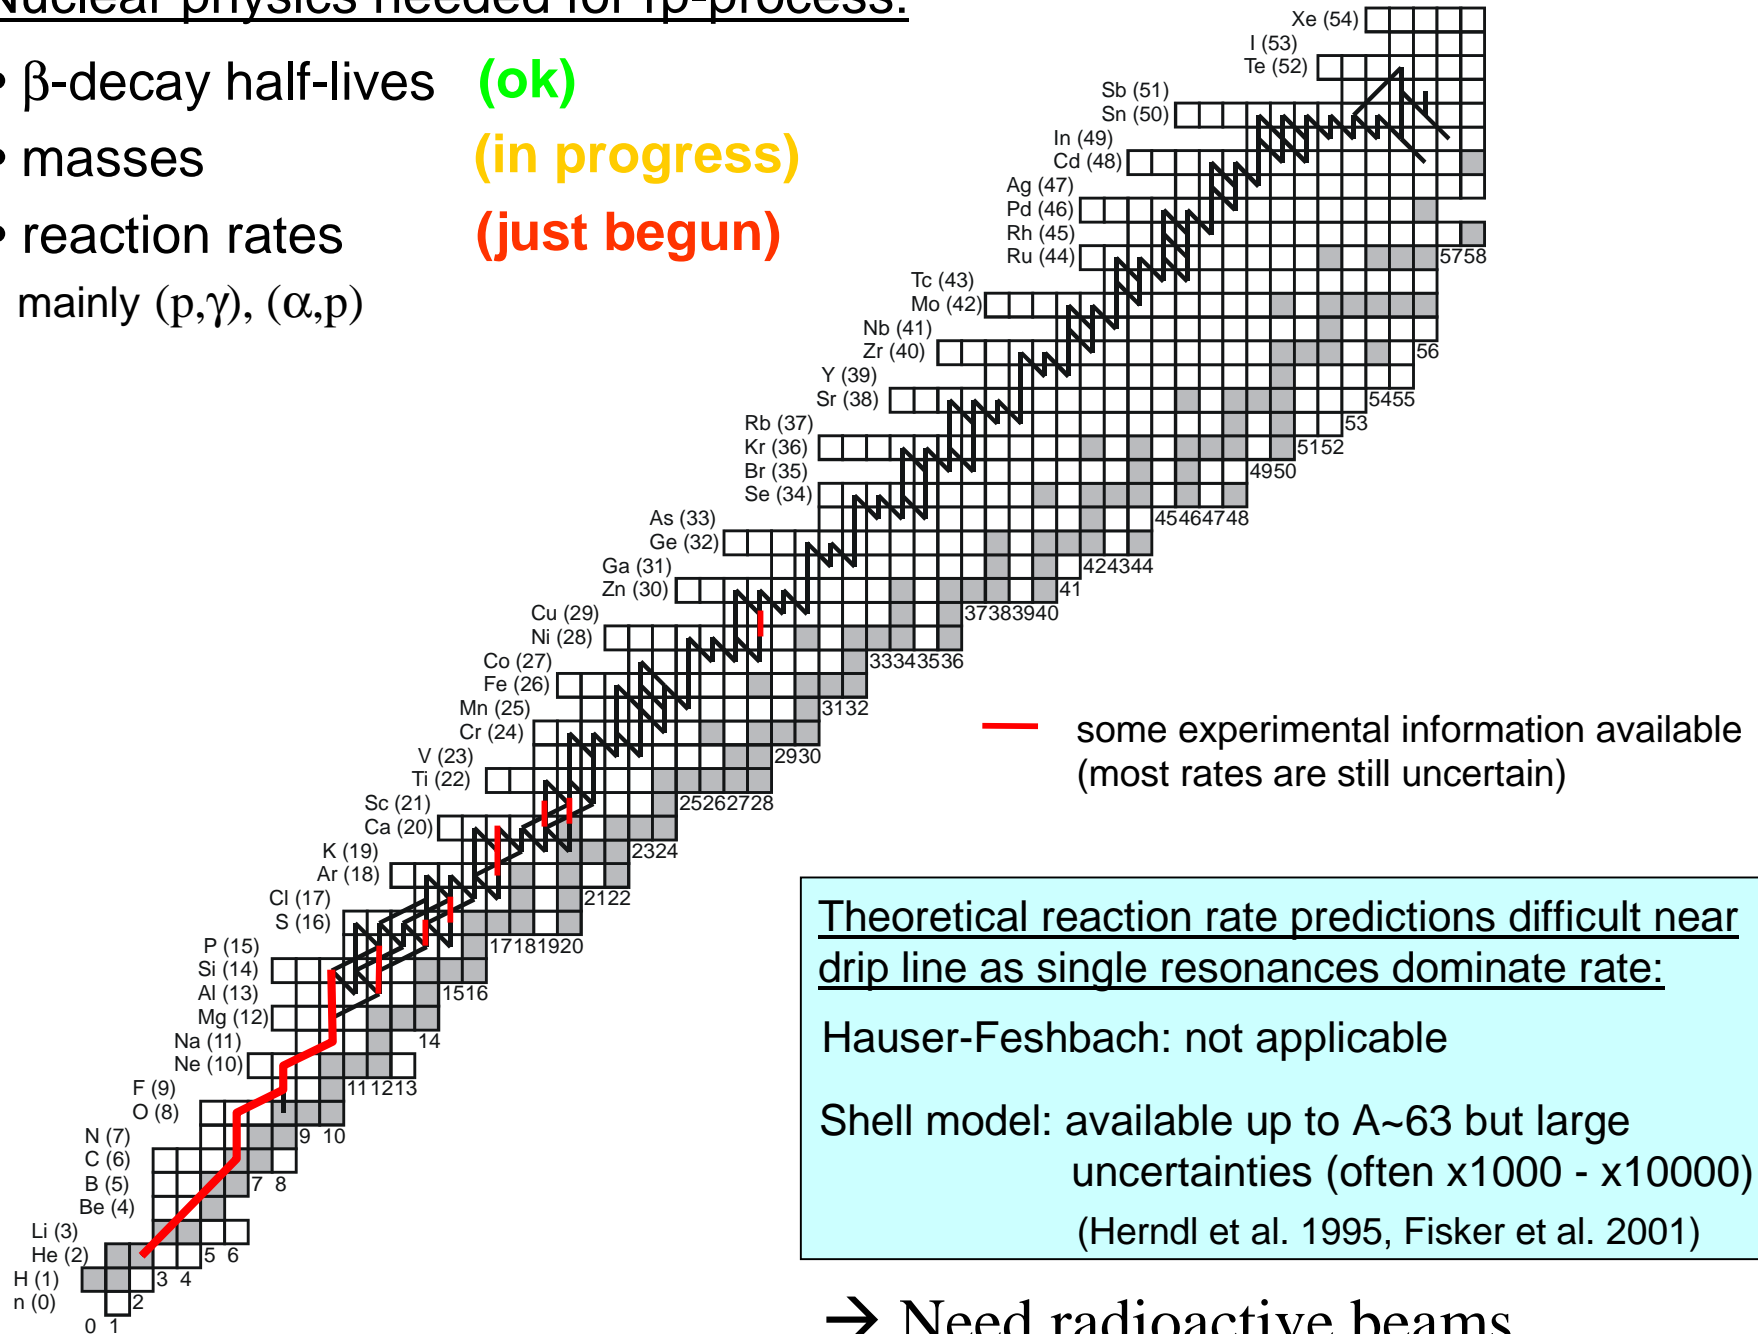 Nuclear physics needed for rp-process:
• β-decay half-lives (ok)
• masses (in progress)
• reaction rates (just begun)
mainly (p,γ), (α,p)
Xe (54)
I (53)
Te (52)
Sb (51)
Sn (50)
In (49)
Cd (48)
Ag (47)
Pd (46)
Rh (45)
Ru (44)
5758
Tc (43)
Mo (42)
Nb (41)
Zr (40)
56
Y (39)
Sr (38)
5455
Rb (37)
53
Kr (36)
5152
Br (35)
4950
Se (34)
As (33)
45464748
Ge (32)
Ga (31)
424344
Zn (30)
41
Cu (29)
37383940
Ni (28)
Co (27)
33343536
Fe (26)
Mn (25)
3132
Cr (24)
V (23)
2930
Ti (22)
Sc (21)
25262728
Ca (20)
K (19)
2324
Ar (18)
Cl (17)
2122
S (16)
P (15)
17181920
Si (14)
Al (13)
1516
Mg (12)
Na (11)
14
Ne (10)
F (9)
111213
O (8)
N (7)
9 10
C (6)
B (5)
7 8
Be (4)
Li (3)
He (2)
5 6
H (1)
3 4
n (0)
2
0 1
some experimental information available
(most rates are still uncertain)
Theoretical reaction rate predictions difficult near
drip line as single resonances dominate rate:
Hauser-Feshbach: not applicable
Shell model: available up to A~63 but large
uncertainties (often x1000 - x10000)
(Herndl et al. 1995, Fisker et al. 2001)
→ Need radioactive beams